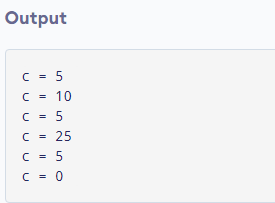 Output
c = 5
c = 10
c = 5
c = 25
c = 5
c = 0